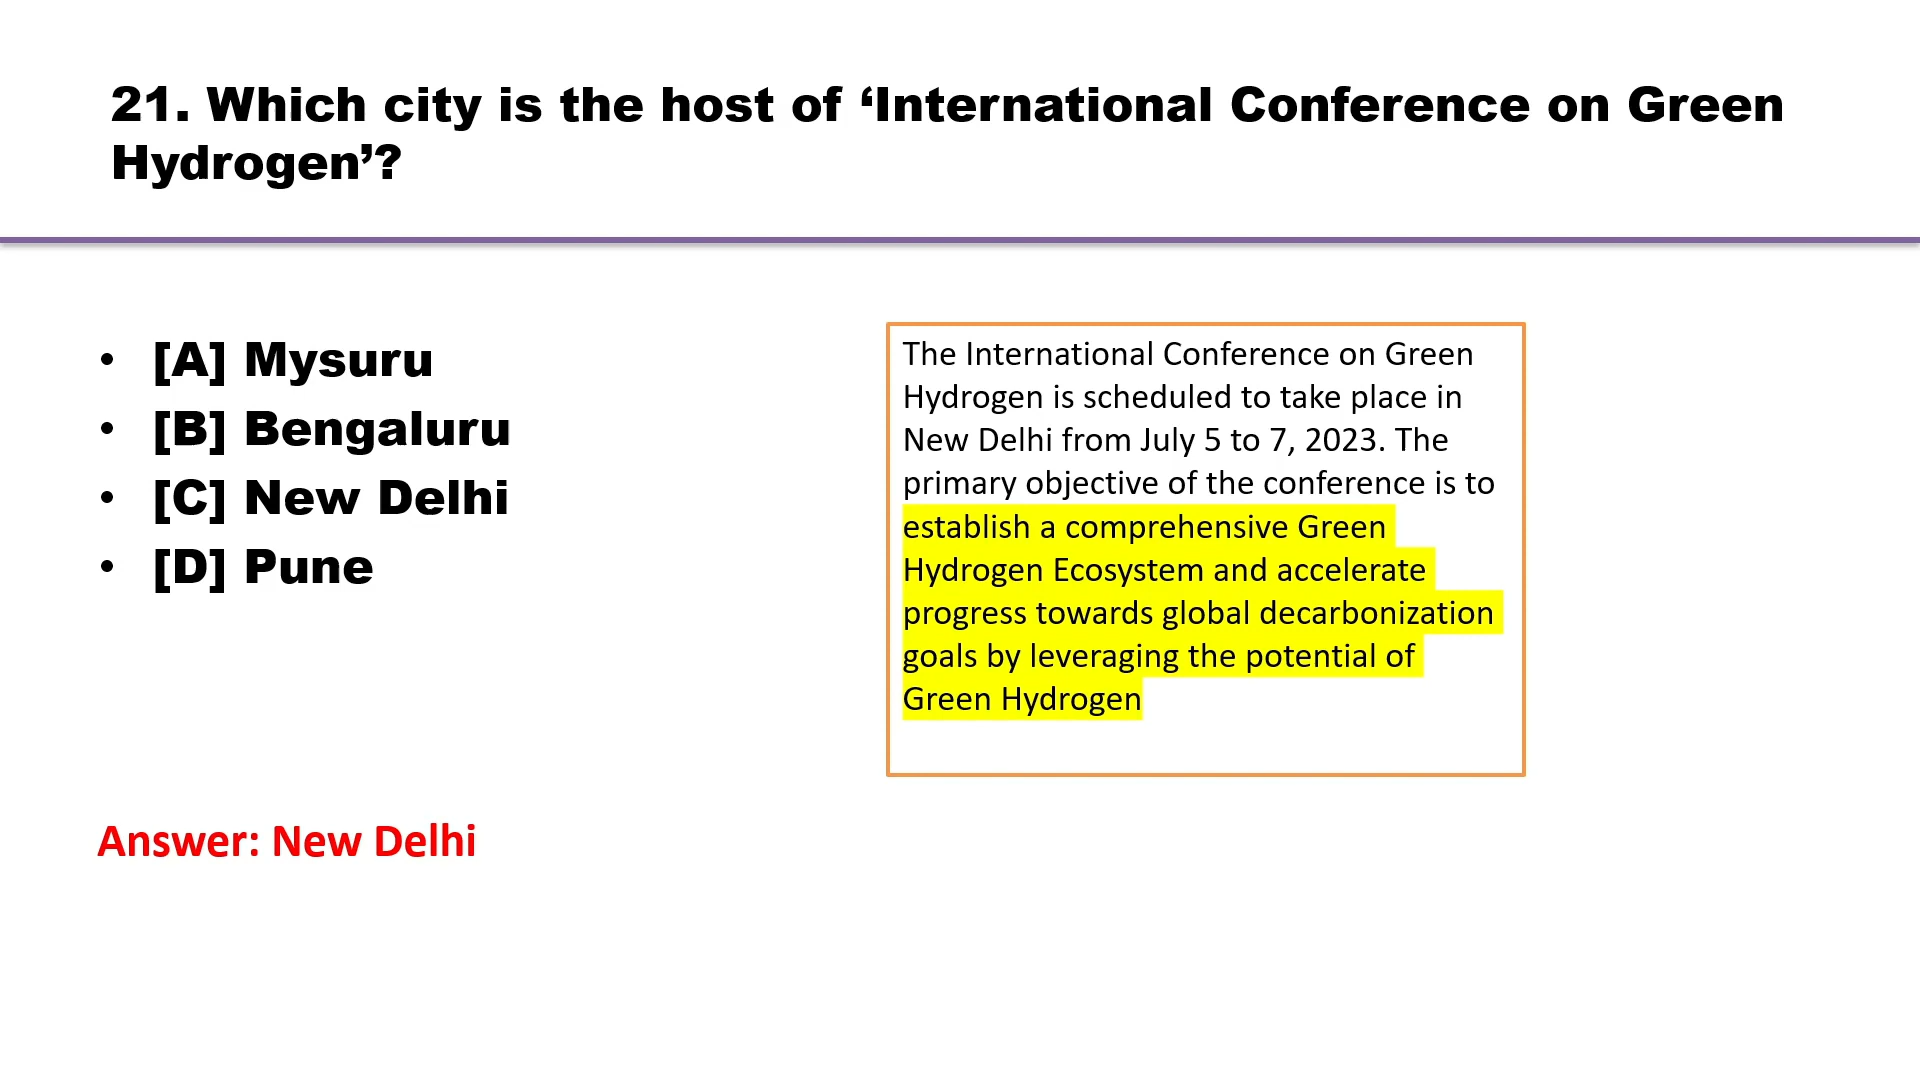 21. Which city is the host of ‘International Conference on Green
Hydrogen’?
• [A] Mysuru
• [B] Bengaluru
• [C] New Delhi
• [D] Pune
The International Conference on Green
Hydrogen is scheduled to take place in
New Delhi from July 5 to 7, 2023. The
primary objective of the conference is to
establish a comprehensive Green
Hydrogen Ecosystem and accelerate
progress towards global decarbonization
goals by leveraging the potential of
Green Hydrogen
Answer: New Delhi